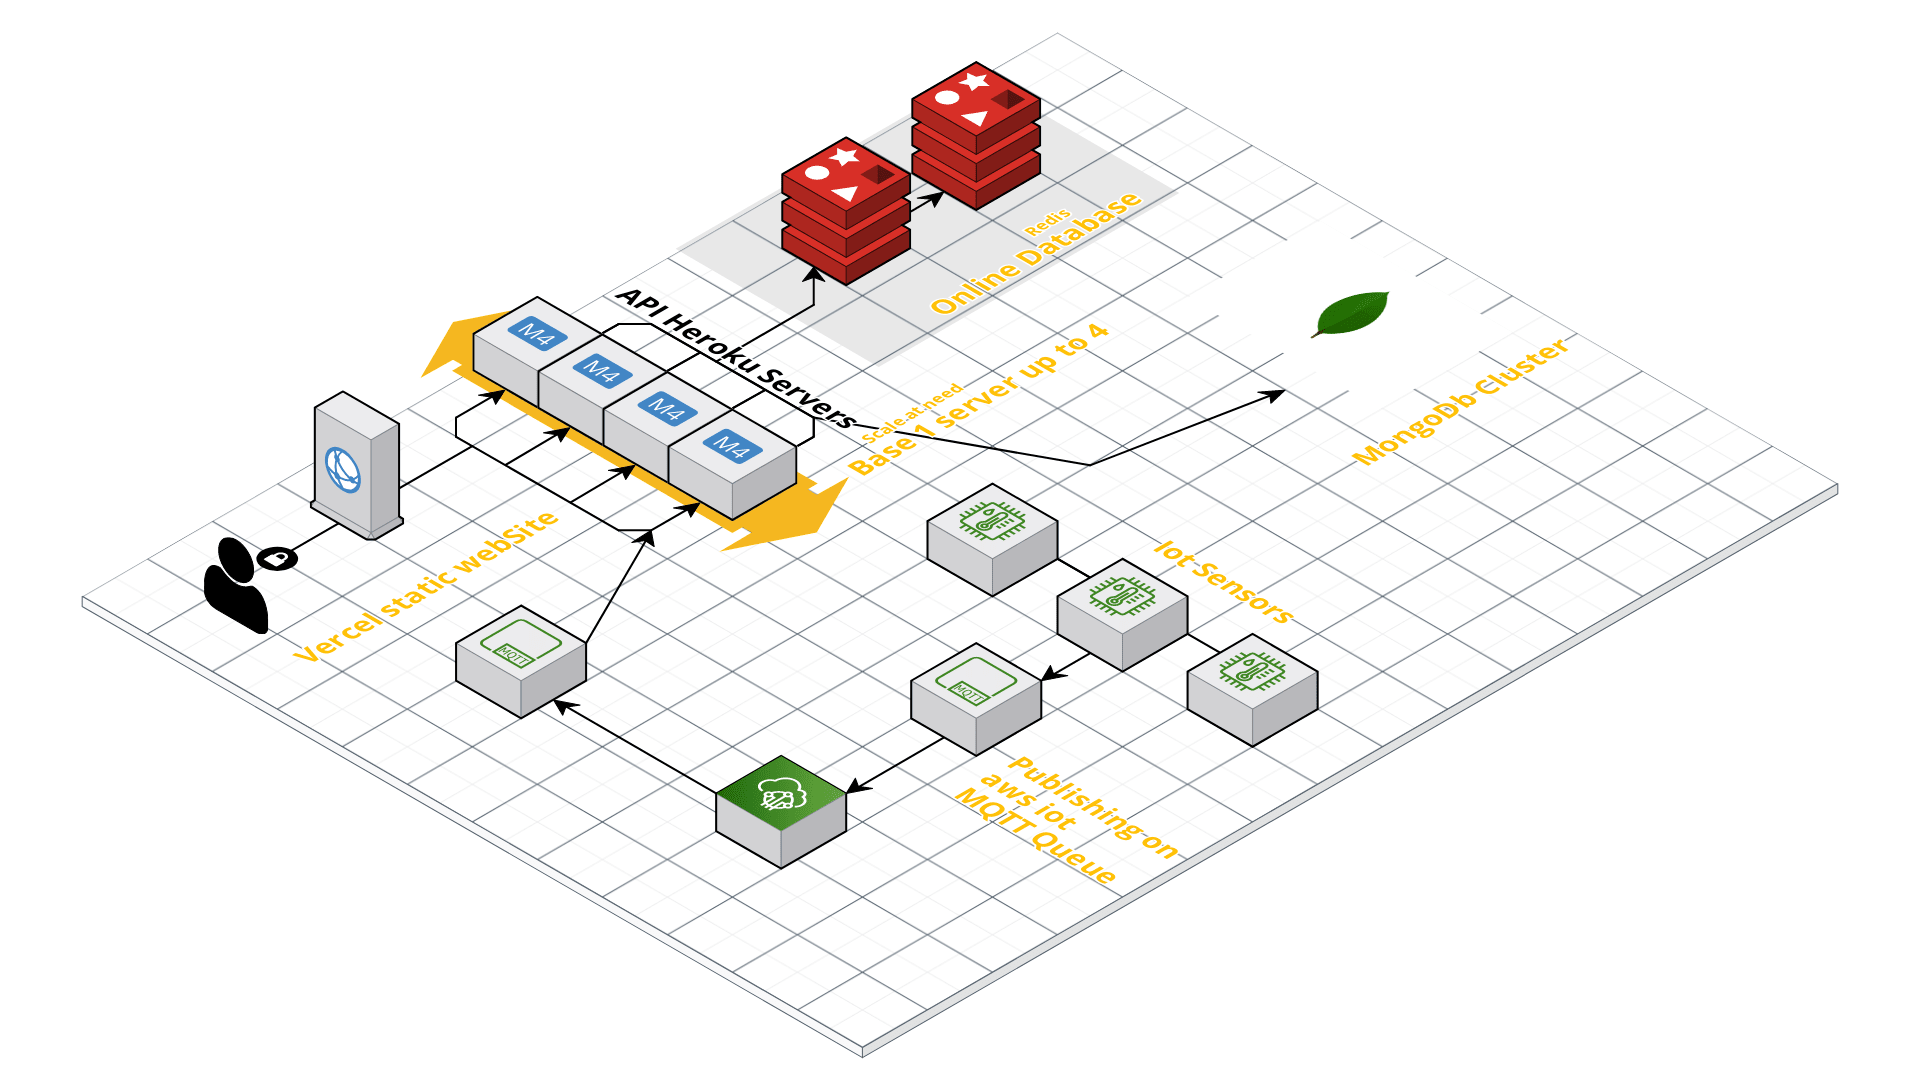 Redis
Online Database
API Heroku Servers
Scale at need
Base 1 server up to 4
MongoDb Cluster
M4
M4
M4
M4
Vercel static webSite
Iot Sensors
MQTT
MQTT
Publishing on
aws iot
MQTT Queue